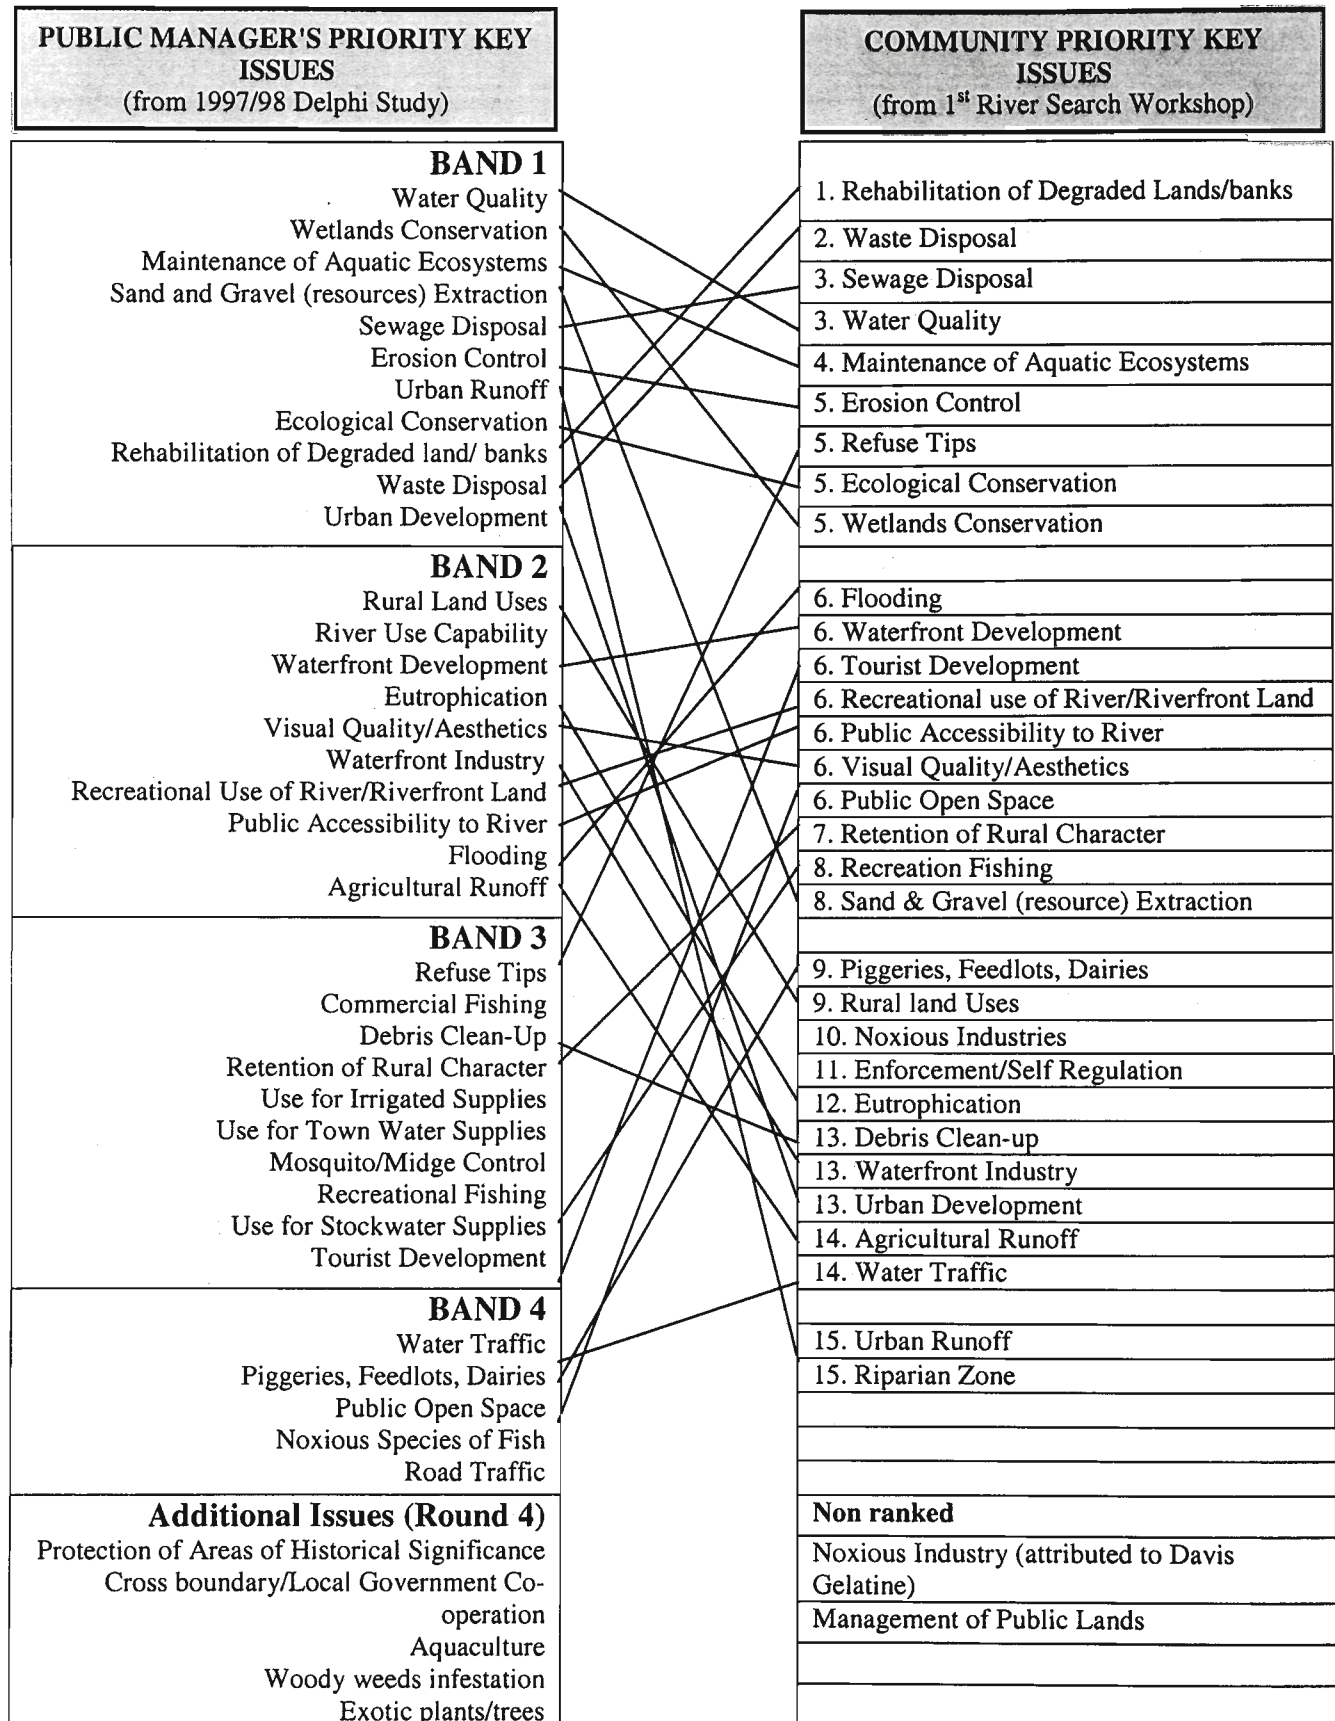 PUBLIC MANAGER'S PRIORITY KEY
ISSUES
(from 1997/98 Delphi Study)
BAND 1
Water Quality
Wetlands Conservation
Maintenance of Aquatic Ecosystems
Sand and Gravel (resources) Extraction
Sewage Disposal
Erosion Control
Urban Runoff
Ecological Conservation
Rehabilitation of Degraded land/ banks
Waste Disposal
Urban Development
BAND 2
Rural Land Uses
River Use Capability
Waterfront Development
Eutrophication
Visual Quality/Aesthetics
Waterfront Industry
Recreational Use of River/Riverfront Land
Public Accessibility to River
Flooding
Agricultural Runoff
BAND 3
Refuse Tips
Commercial Fishing
Debris Clean-Up
Retention of Rural Character
Use for Irrigated Supplies
Use for Town Water Supplies
Mosquito/Midge Control
Recreational Fishing
Use for Stockwater Supplies
Tourist Development
BAND 4
Water Traffic
Piggeries, Feedlots, Dairies
Public Open Space
Noxious Species of Fish
Road Traffic
Additional Issues (Round 4)
Protection of Areas of Historical Significance
Cross boundary/Local Government Co-
operation
Aquaculture
Woody weeds infestation
Exotic plants/trees
COMMUNITY PRIORITY KEY
ISSUES
(from 1st River Search Workshop)
1. Rehabilitation of Degraded Lands/banks
2. Waste Disposal
3. Sewage Disposal
3. Water Quality
4. Maintenance of Aquatic Ecosystems
5. Erosion Control
5. Refuse Tips
5. Ecological Conservation
5. Wetlands Conservation
6. Flooding
6. Waterfront Development
6. Tourist Development
6. Recreational use of River/Riverfront Land
6. Public Accessibility to River
6. Visual Quality/Aesthetics
6. Public Open Space
7. Retention of Rural Character
8. Recreation Fishing
8. Sand & Gravel (resource) Extraction
9. Piggeries, Feedlots, Dairies
9. Rural land Uses
10. Noxious Industries
11. Enforcement/Self Regulation
12. Eutrophication
13. Debris Clean-up
13. Waterfront Industry
13. Urban Development
14. Agricultural Runoff
14. Water Traffic
15. Urban Runoff
15. Riparian Zone
Non ranked
Noxious Industry (attributed to Davis
Gelatine)
Management of Public Lands